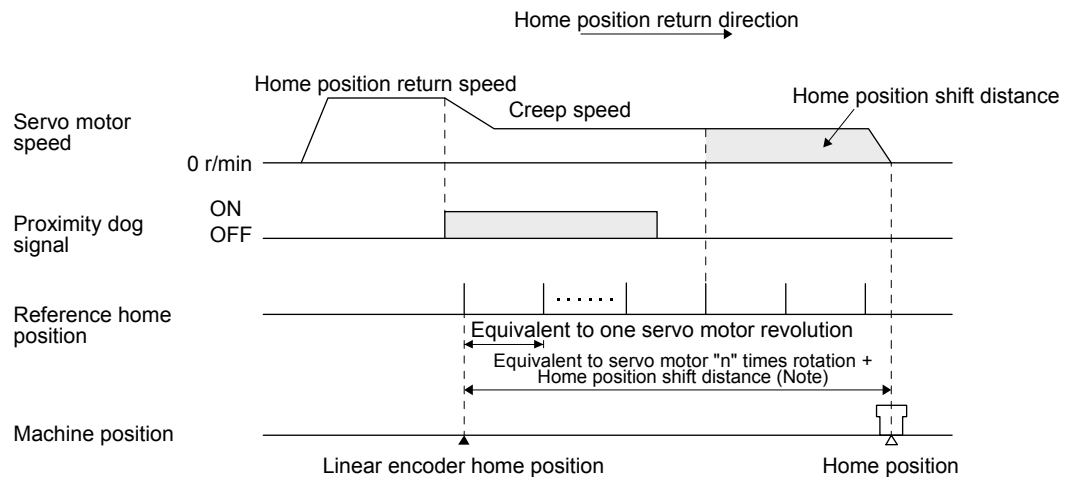 Home position return direction
Home position return speed
Creep speed
Home position shift distance
Servo motor
speed
0 r/min
ON
Proximity dog
signal
OFF
Reference home
position
Equivalent to one servo motor revolution
Equivalent to servo motor "n" times rotation +
Home position shift distance (Note)
Machine position
Linear encoder home position
Home position